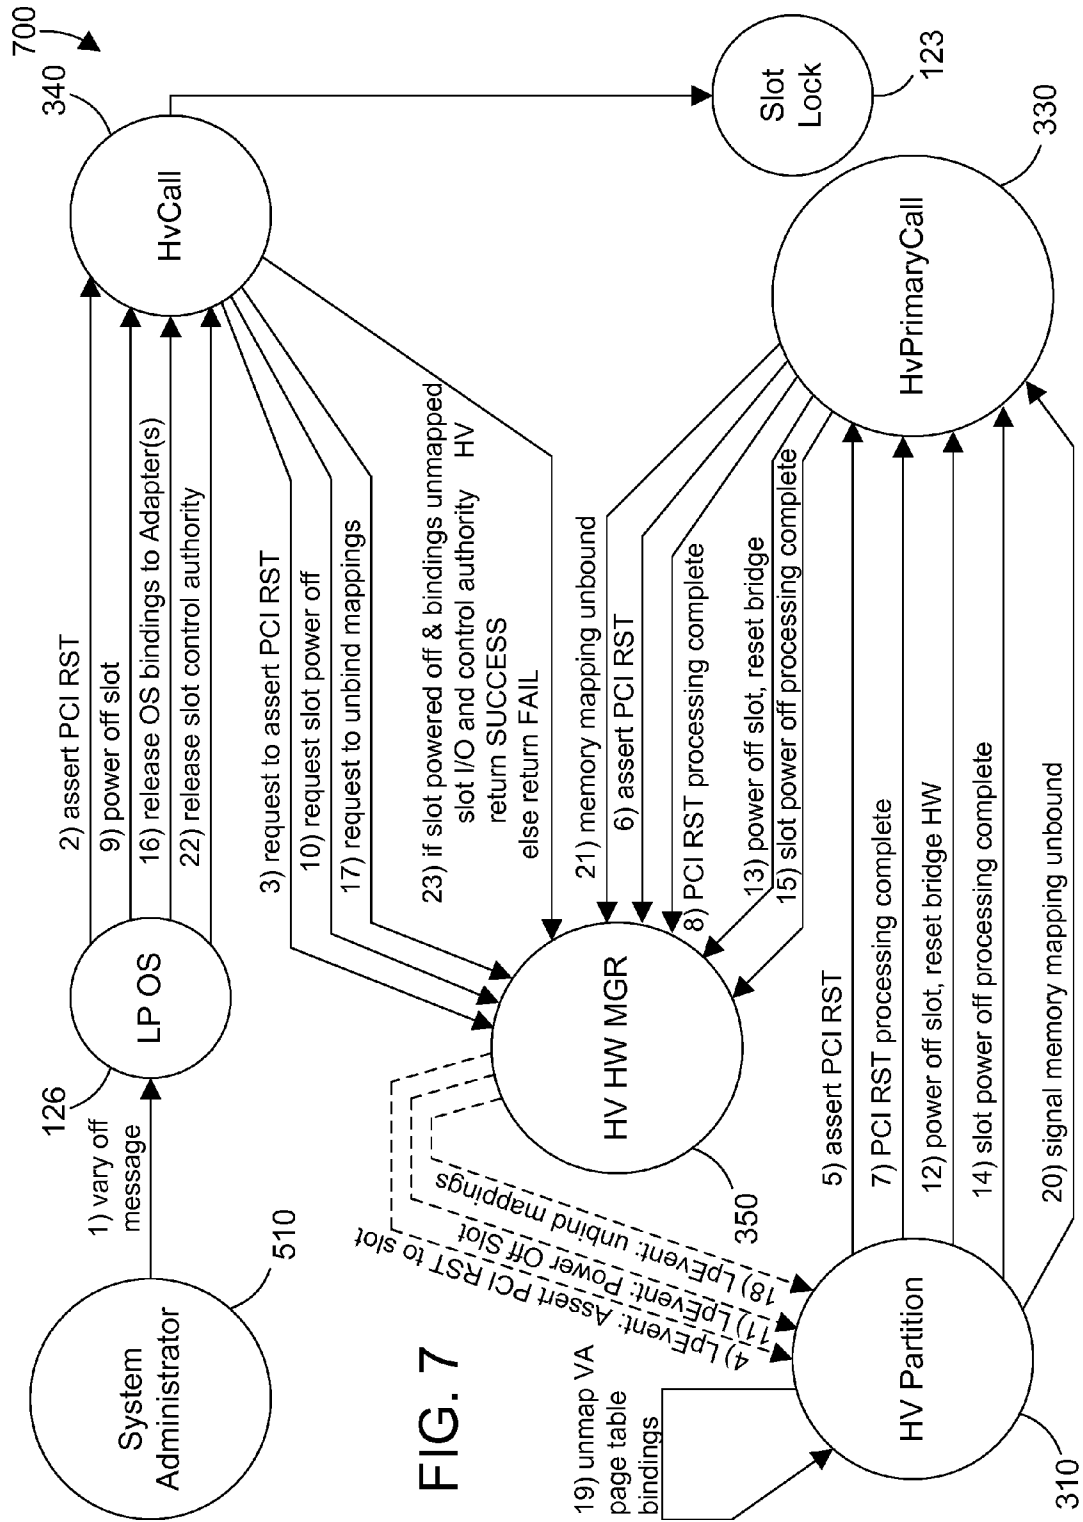 700
340
HvCall
Slot
Lock
123
330
HvPrimaryCall
2) assert PCI RST
9) power off slot
16) release OS bindings to Adapter(s)
22) release slot control authority
LP OS
126
1) vary off
message
System
Administrator
510
3) request to assert PCI RST
10) request slot power off
17) request to unbind mappings
23) if slot powered off & bindings unmapped
slot I/O and control authority HV
return SUCCESS
else return FAIL
21) memory mapping unbound
6) assert PCI RST
8) PCI RST processing complete
13) power off slot, reset bridge
15) slot power off processing complete
HV HW MGR
350
4) LpEvent: Assert PCI RST to slot
11) LpEvent: Power Off Slot
18) LpEvent: unbind mappings
5) assert PCI RST
7) PCI RST processing complete
12) power off slot, reset bridge HW
14) slot power off processing complete
20) signal memory mapping unbound
19) unmap VA
page table
bindings
HV Partition
310
FIG. 7